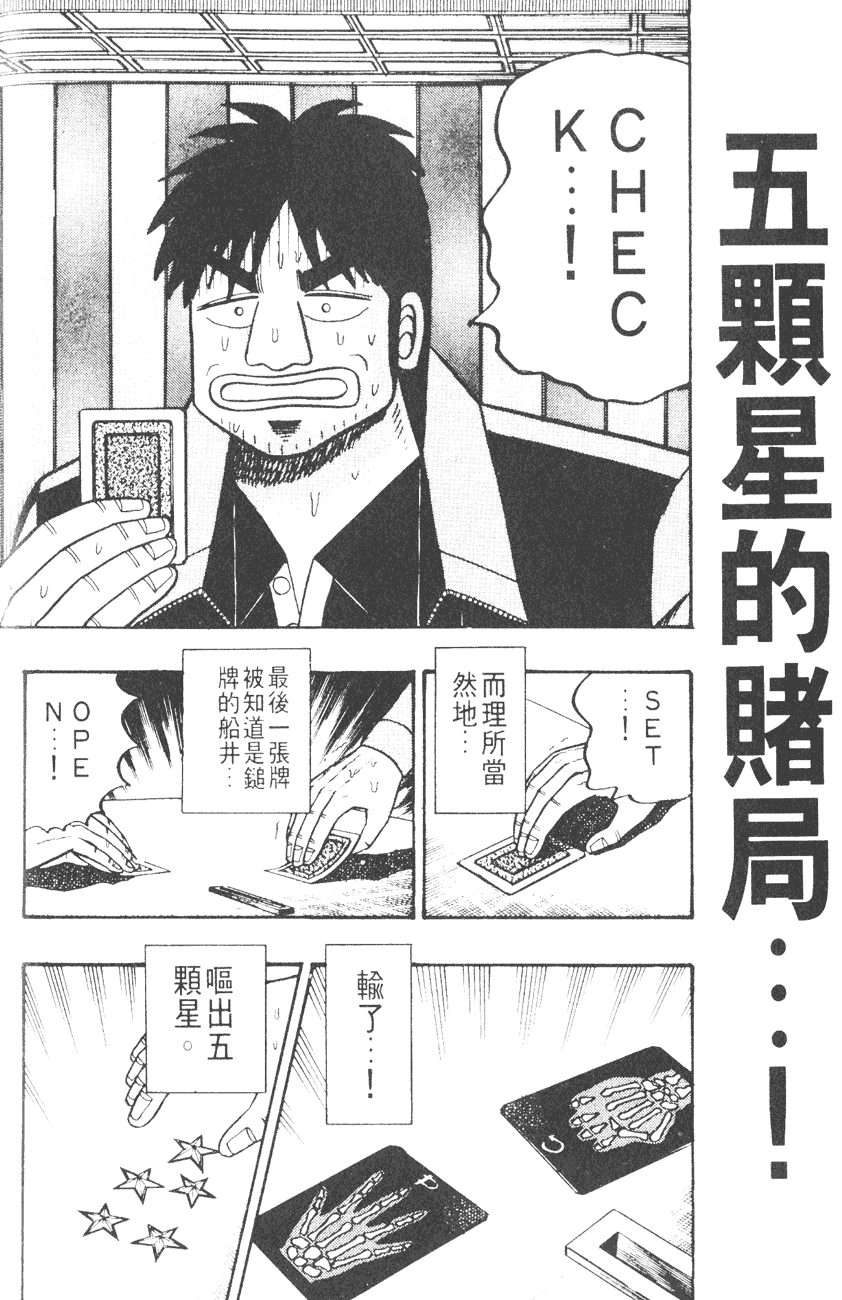 五顆星的賭局…!
CHEC
K…!
SET
…!
而理所當
然地…
最後一張牌
被知道是鎚
牌的船井…
OPE
N…!
輸了…!
嘔出五
顆星。
P
G